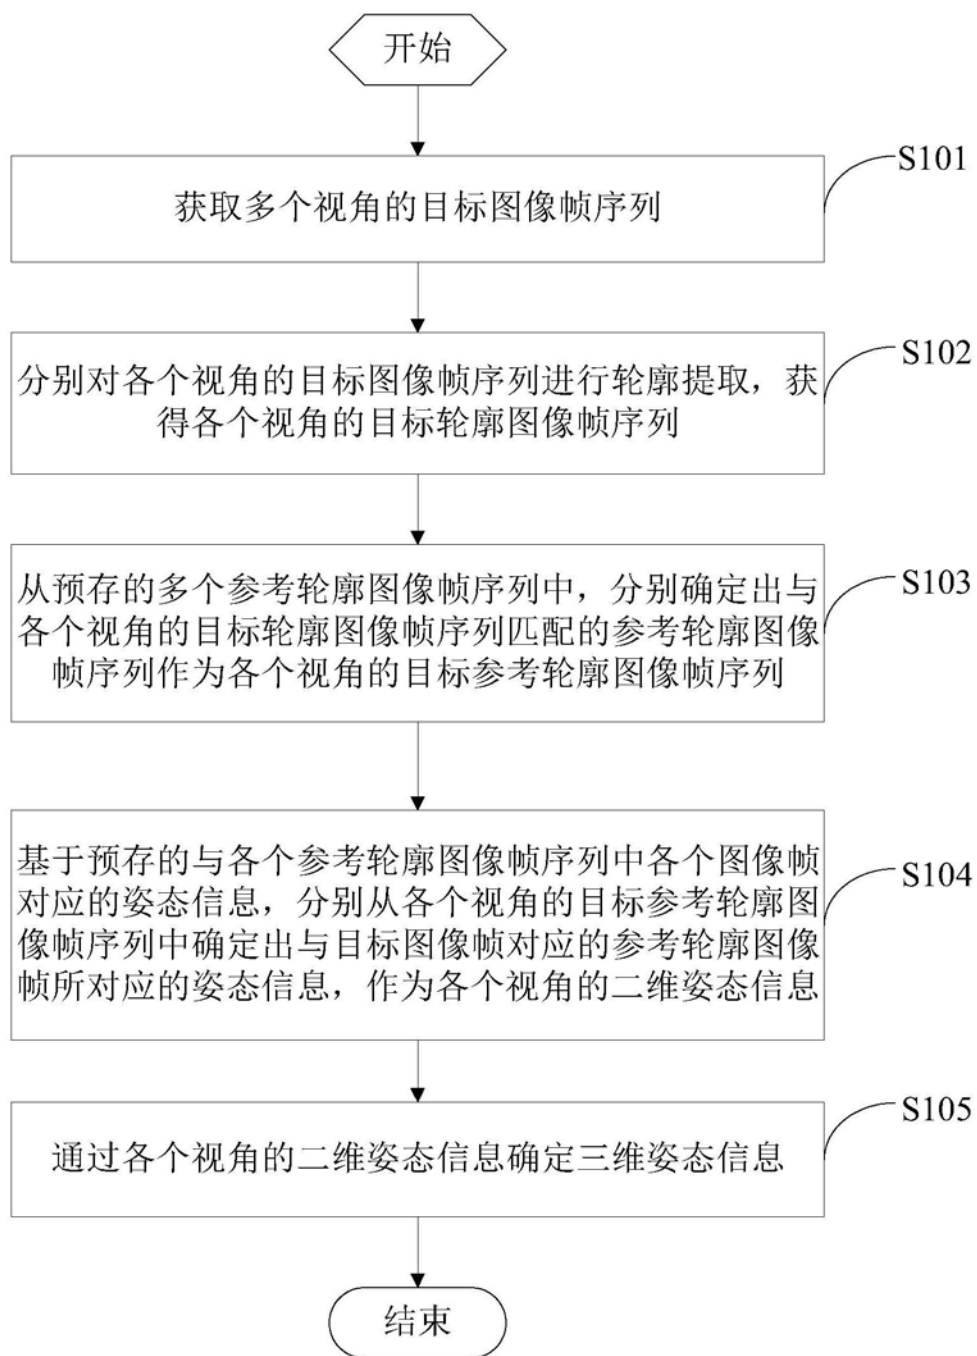 开始
S101
获取多个视角的目标图像帧序列
S102
分别对各个视角的目标图像帧序列进行轮廓提取，获
得各个视角的目标轮廓图像帧序列
S103
从预存的多个参考轮廓图像帧序列中，分别确定出与
各个视角的目标轮廓图像帧序列匹配的参考轮廓图像
帧序列作为各个视角的目标参考轮廓图像帧序列
S104
基于预存的与各个参考轮廓图像帧序列中各个图像帧
对应的姿态信息，分别从各个视角的目标参考轮廓图
像帧序列中确定出与目标图像帧对应的参考轮廓图像
帧所对应的姿态信息，作为各个视角的二维姿态信息
S105
通过各个视角的二维姿态信息确定三维姿态信息
结束